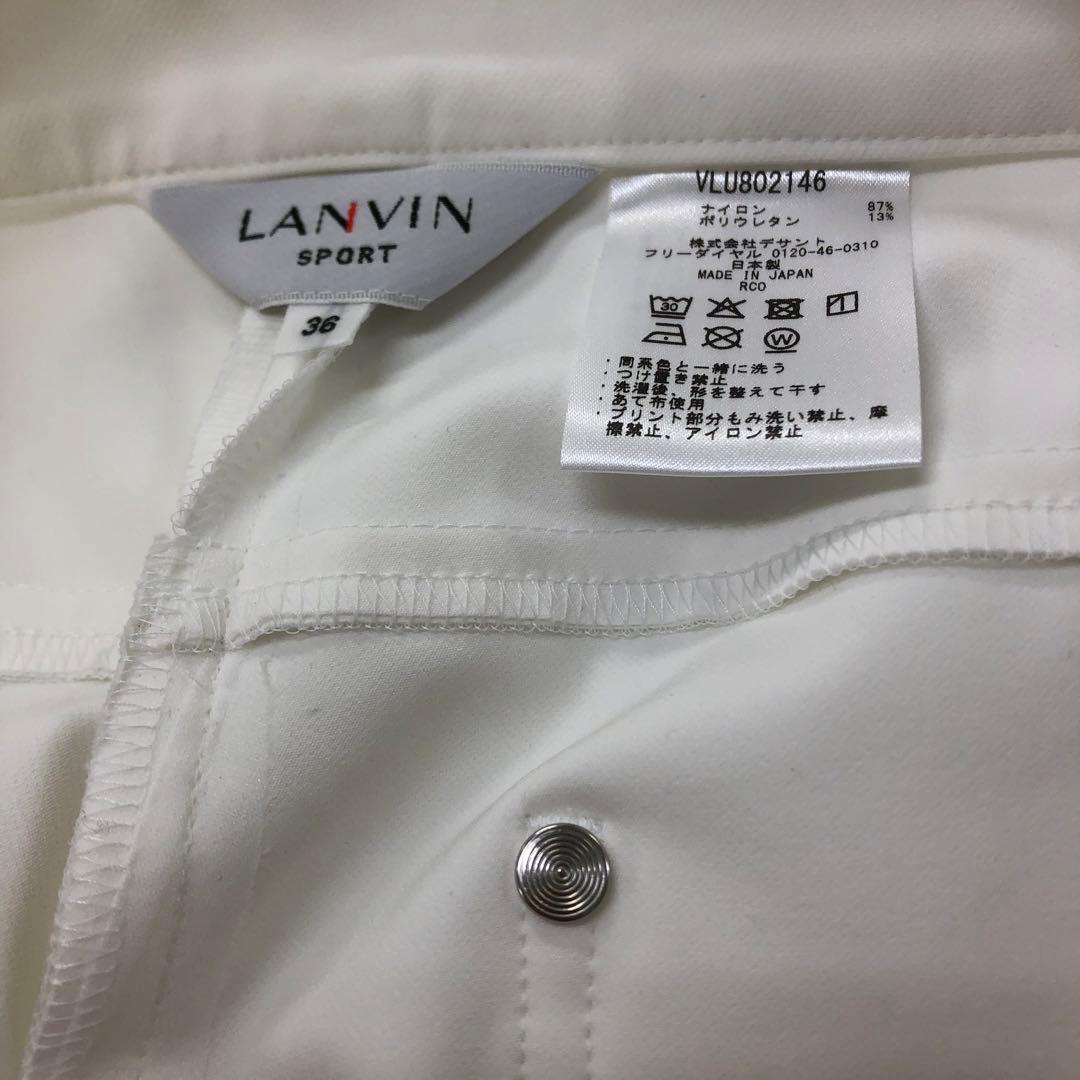 LANVIN
SPORT
36
VLU802146
ナイロン 87%
ポリウレタン 13%
株式会社デサント
フリーダイヤル 0120-46-0310
日本製
MADE IN JAPAN
RCO
30
W
・同系色と一緒に洗う
・つけ置き禁止
・洗濯後、形を整えて干す
・あて布使用
・プリント部分もみ洗い禁止、摩
擦禁止、アイロン禁止